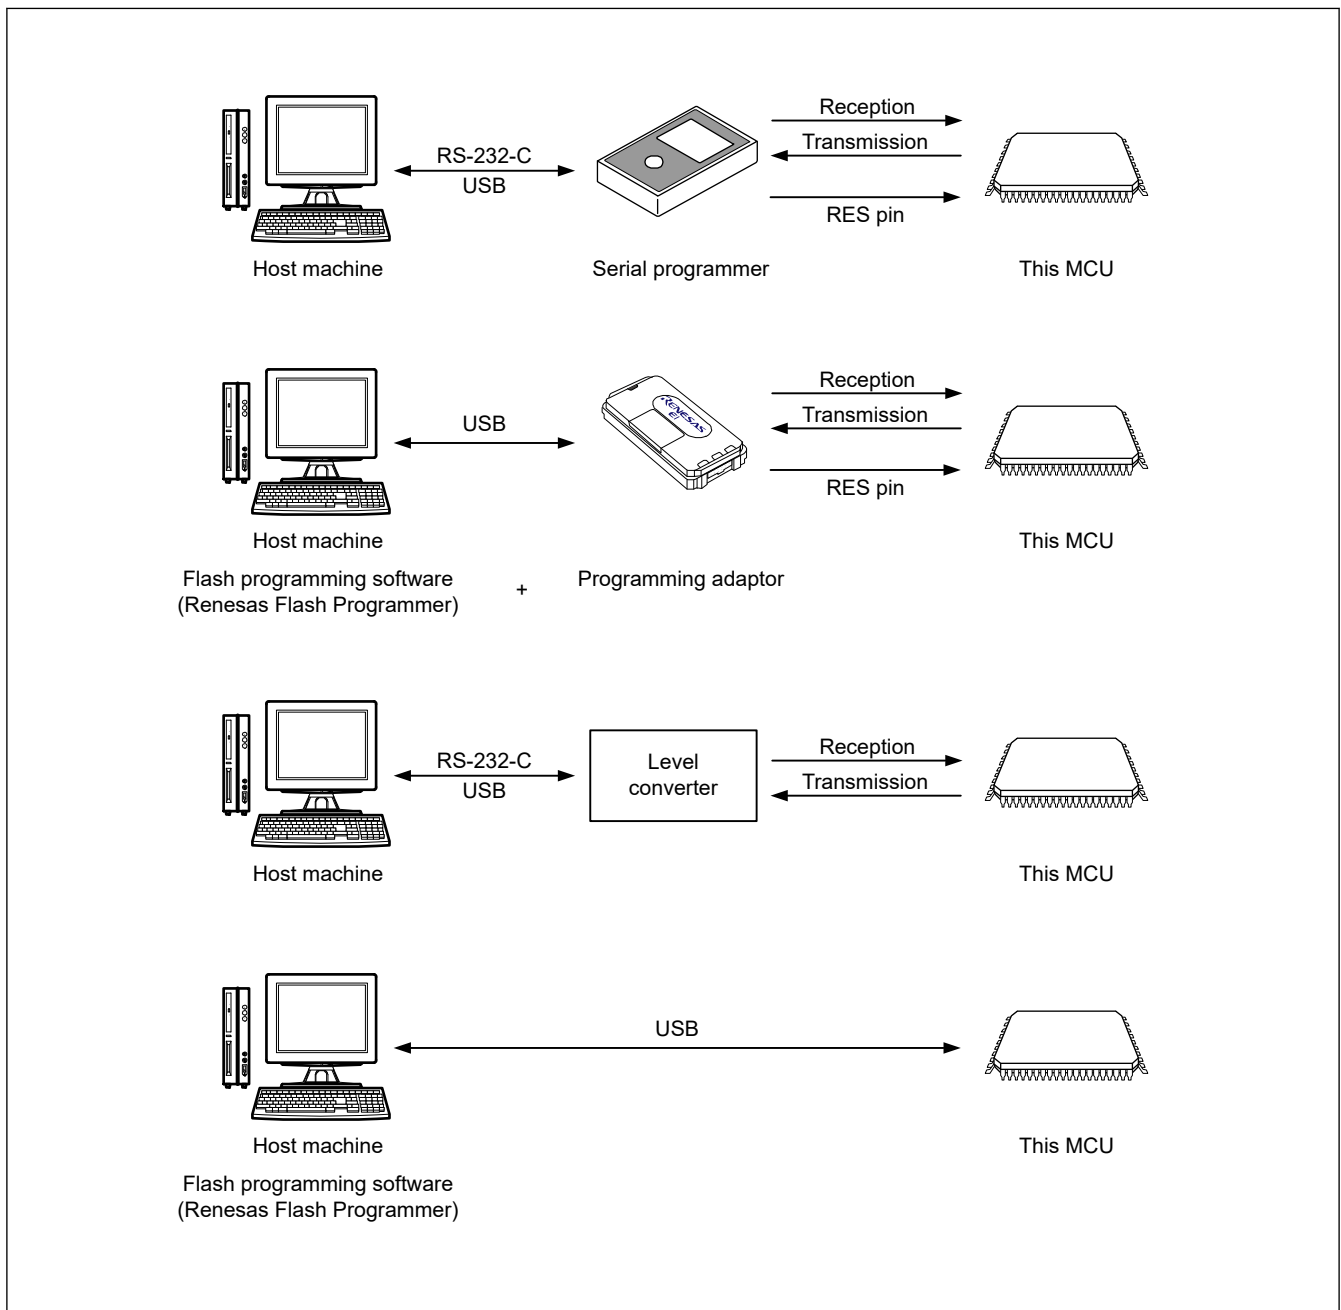 Reception
RS-232-C
Transmission
USB
RES pin
Host machine
Serial programmer
This MCU
Reception
USB
Transmission
RENESAS
E1
RES pin
Host machine
This MCU
Flash programming software
(Renesas Flash Programmer)
+
Programming adaptor
Reception
RS-232-C
Level
converter
Transmission
USB
Host machine
This MCU
USB
Host machine
This MCU
Flash programming software
(Renesas Flash Programmer)